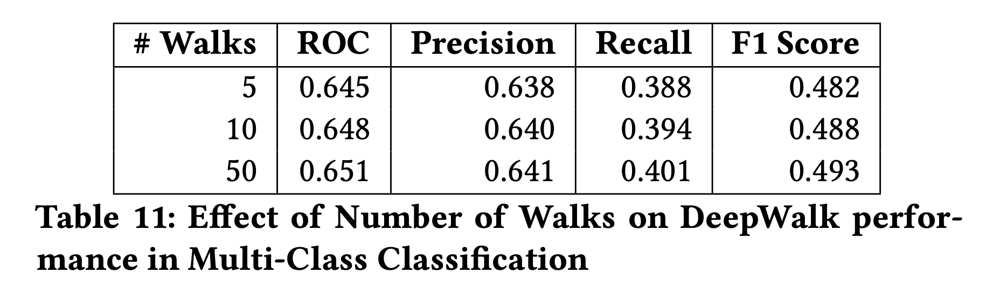 # Walks ROC Precision Recall F1 Score
5 0.645 0.638 0.388 0.482
10 0.648 0.640 0.394 0.488
50 0.651 0.641 0.401 0.493
Table 11: Effect of Number of Walks on DeepWalk perfor-
mance in Multi-Class Classification